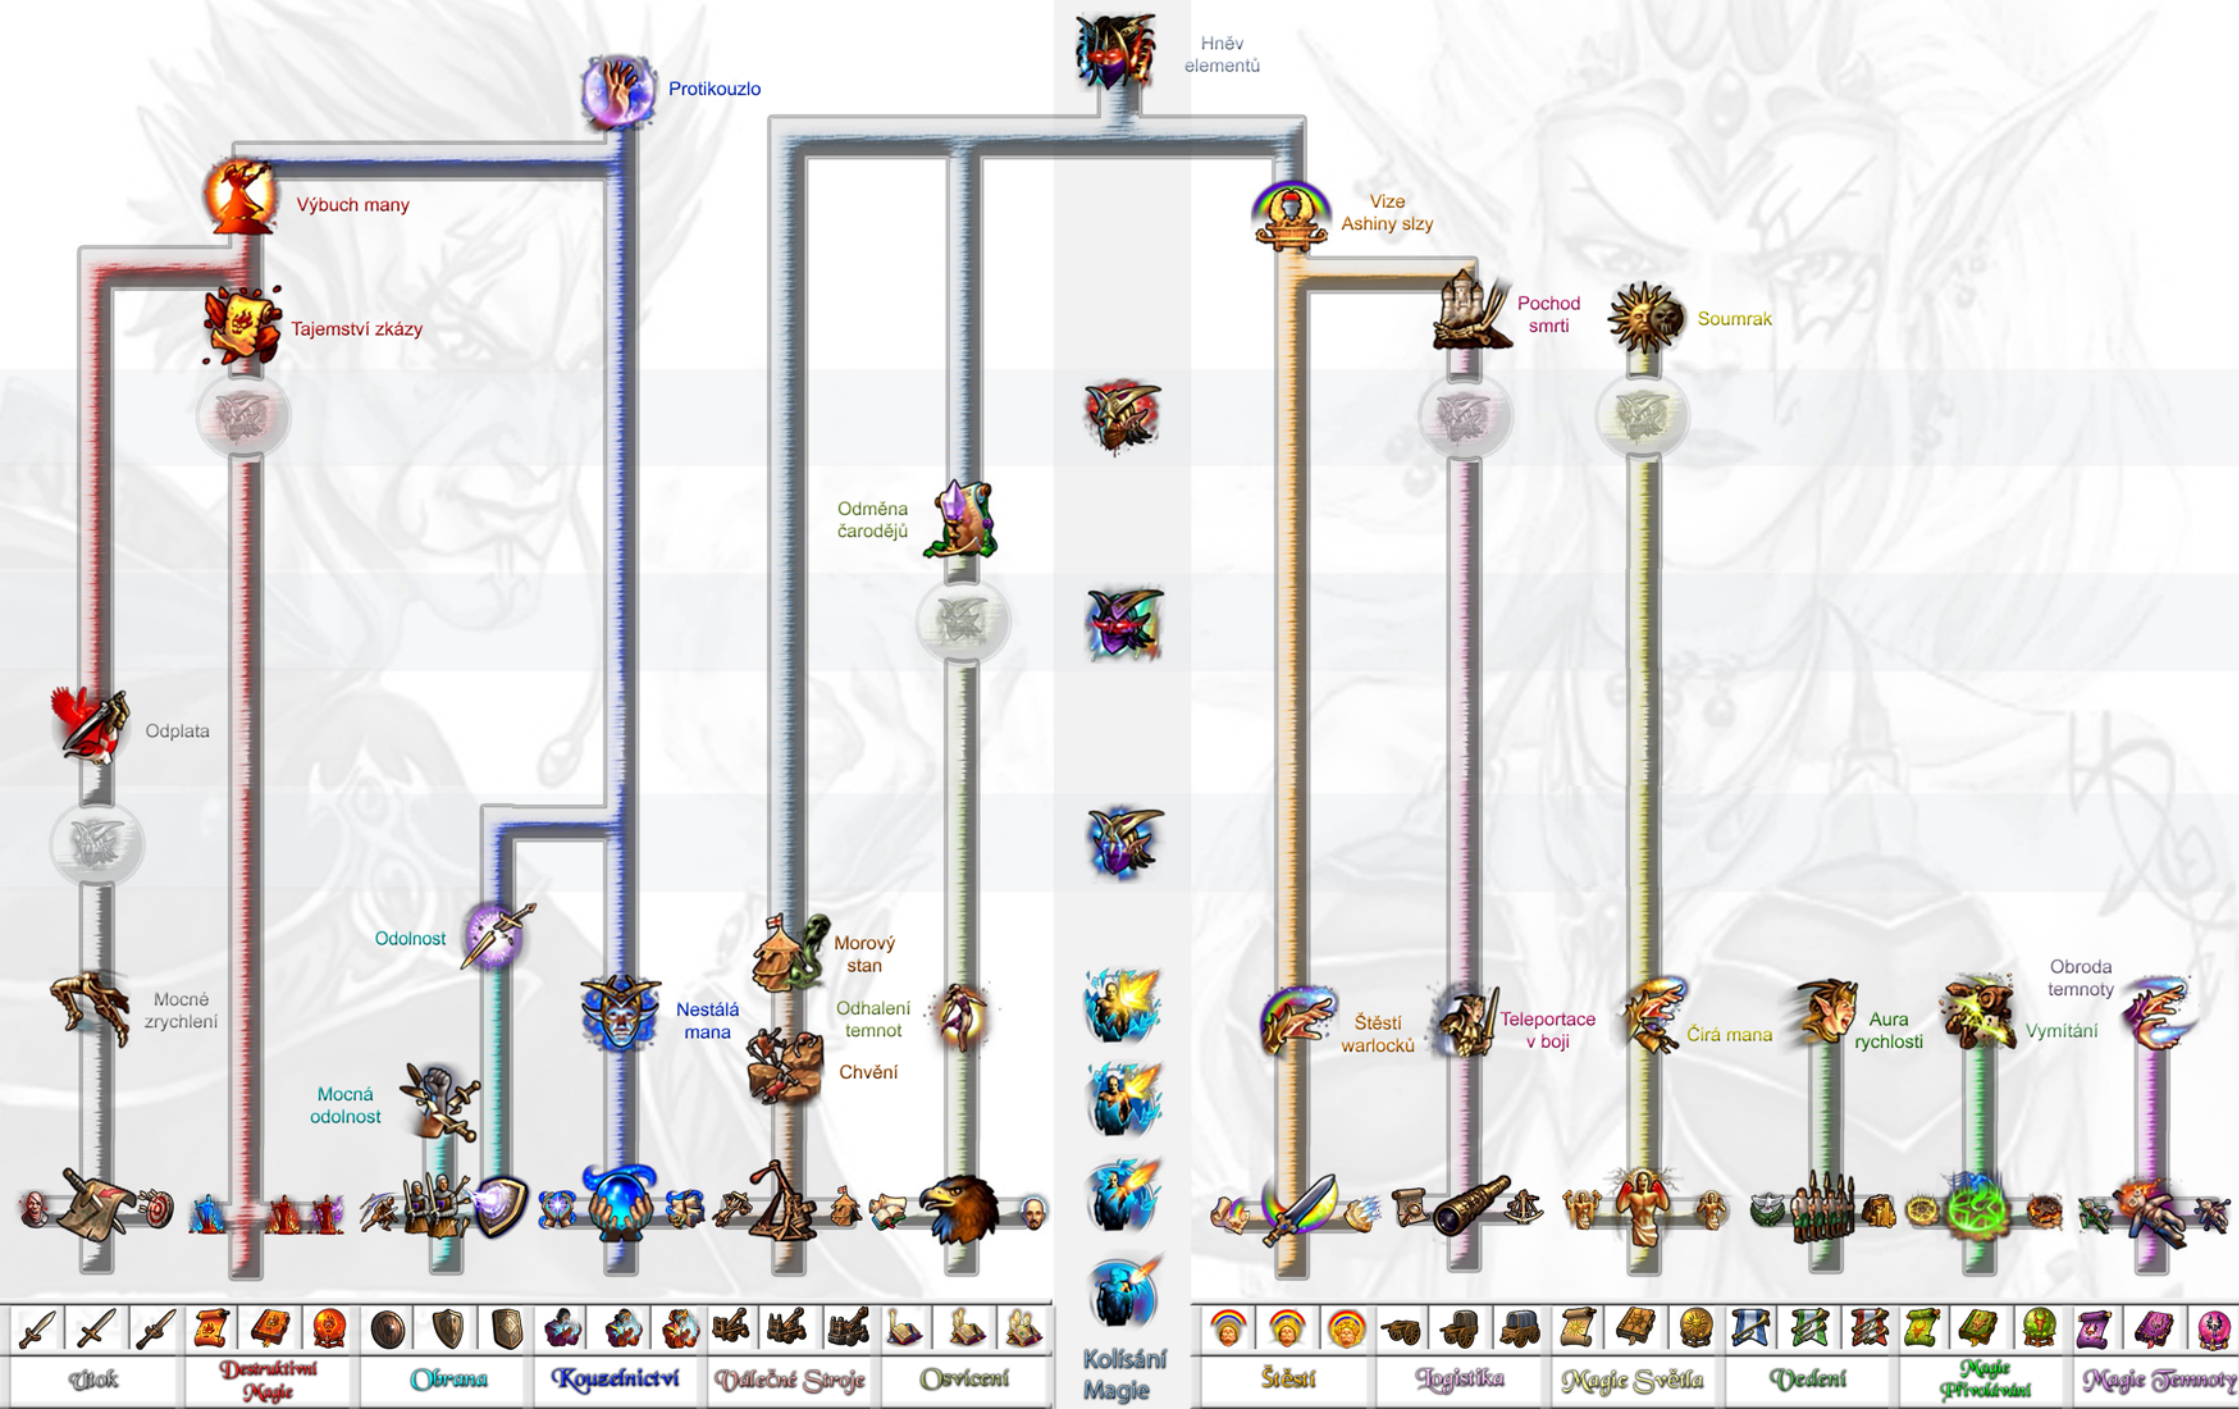 Hněv
elementů
Protikouzlo
Výbuch many
Vize
Ashiny slzy
Tajemství zkázy
Pochod
smrti
Soumrak
Odměna
čarodějů
Odplata
Odolnost
Morový
stan
Obroda
temnoty
Mocné
zrychlení
Nestálá
mana
Odhalení
temnot
Štěstí
warlocků
Teleportace
v boji
Čirá mana
Aura
rychlosti
Vymítání
Chvění
Mocná
odolnost
Útok
Destruktivní
Magie
Obrana
Kouzelnictví
Válečné Stroje
Osvícení
Kolísání
Magie
Štěstí
Logistika
Magie Světla
Vedení
Magie
Přivolávání
Magie Temnoty